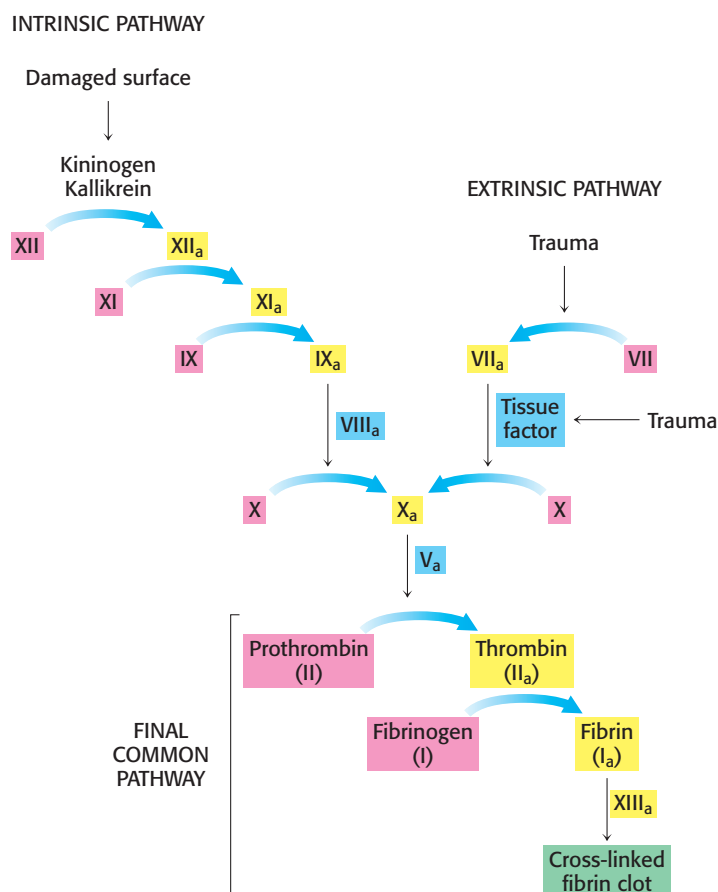 INTRINSIC PATHWAY
Damaged surface
Kininogen
Kallikrein
XII
XIIa
XI
XIa
IX
IXa
VIIIa
EXTRINSIC PATHWAY
Trauma
VIIa
VII
Tissue
factor
Trauma
X
Xa
X
Va
FINAL
COMMON
PATHWAY
Prothrombin
(II)
Thrombin
(IIa)
Fibrinogen
(I)
Fibrin
(Ia)
XIIIa
Cross-linked
fibrin clot